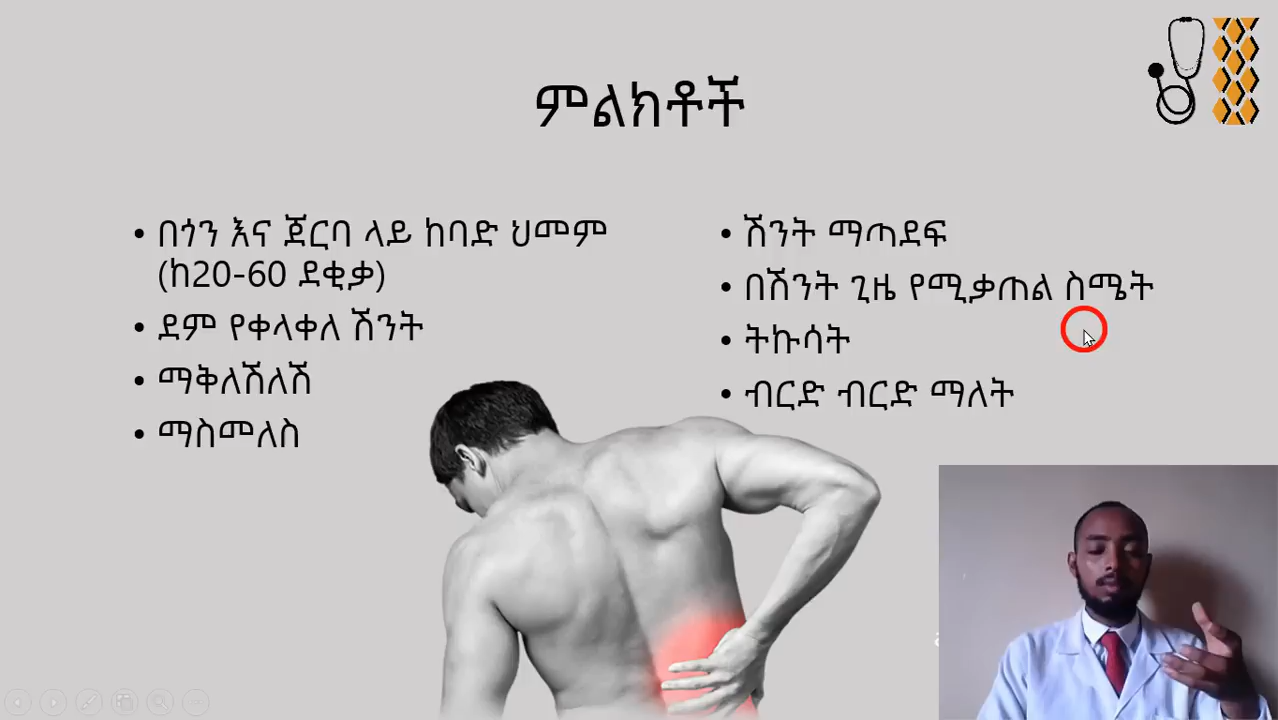 ምልክቶች
• በጎን እና ጀርባ ላይ ከባድ ህመም
(ከ20-60 ደቂቃ)
• ደም የቀላቀለ ሽንት
• ማቅለሽለሽ
• ማስመለስ
• ሽንት ማጣደፍ
• በሽንት ጊዜ የሚቃጠል ስሜት
• ትኩሳት
• ብርድ ብርድ ማለት